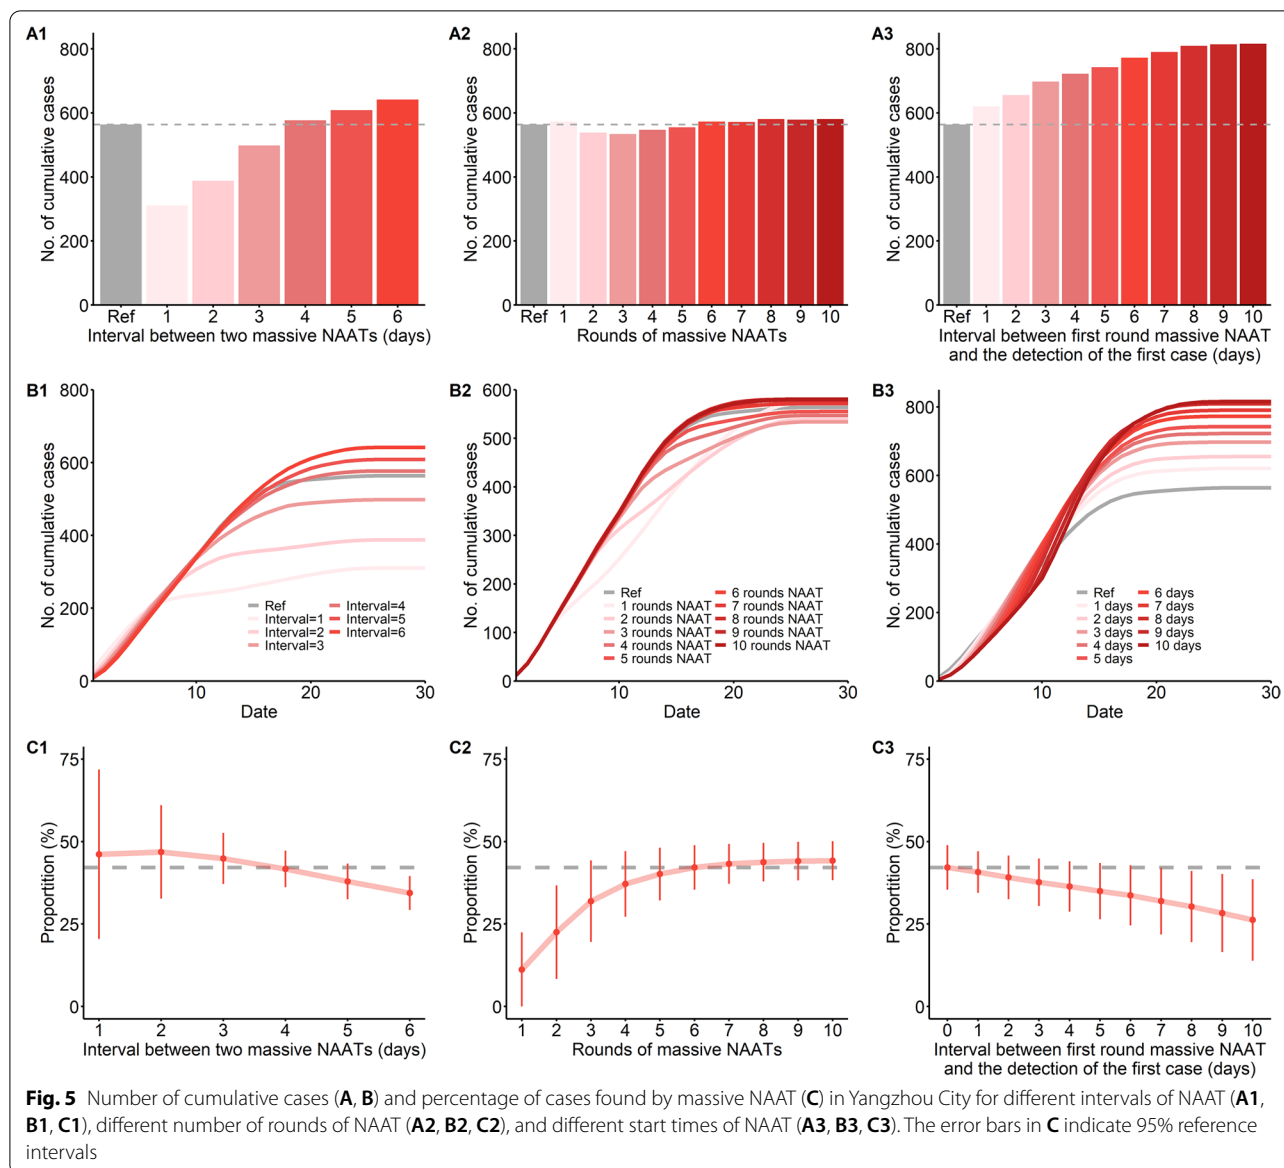 A1
No. of cumulative cases
800
600
400
200
0
Ref 1 2 3 4 5 6
Interval between two massive NAATs (days)
A2
No. of cumulative cases
800
600
400
200
0
Ref 1 2 3 4 5 6 7 8 9 10
Rounds of massive NAATs
A3
No. of cumulative cases
800
600
400
200
0
Ref 1 2 3 4 5 6 7 8 9 10
Interval between first round massive NAAT
and the detection of the first case (days)
B1
No. of cumulative cases
800
600
400
200
0
Ref
Interval=1
Interval=2
Interval=3
Interval=4
Interval=5
Interval=6
10 20 30
Date
B2
No. of cumulative cases
600
500
400
300
200
100
0
Ref
1 rounds NAAT
2 rounds NAAT
3 rounds NAAT
4 rounds NAAT
5 rounds NAAT
6 rounds NAAT
7 rounds NAAT
8 rounds NAAT
9 rounds NAAT
10 rounds NAAT
10 20 30
Date
B3
No. of cumulative cases
800
600
400
200
0
Ref
1 days
2 days
3 days
4 days
5 days
6 days
7 days
8 days
9 days
10 days
10 20 30
Date
C1
Proportion (%)
75
50
25
0
1 2 3 4 5 6
Interval between two massive NAATs (days)
C2
Proportion (%)
75
50
25
0
1 2 3 4 5 6 7 8 9 10
Rounds of massive NAATs
C3
Proportion (%)
75
50
25
0
0 1 2 3 4 5 6 7 8 9 10
Interval between first round massive NAAT
and the detection of the first case (days)
Fig. 5 Number of cumulative cases (A, B) and percentage of cases found by massive NAAT (C) in Yangzhou City for different intervals of NAAT (A1,
B1, C1), different number of rounds of NAAT (A2, B2, C2), and different start times of NAAT (A3, B3, C3). The error bars in C indicate 95% reference
intervals